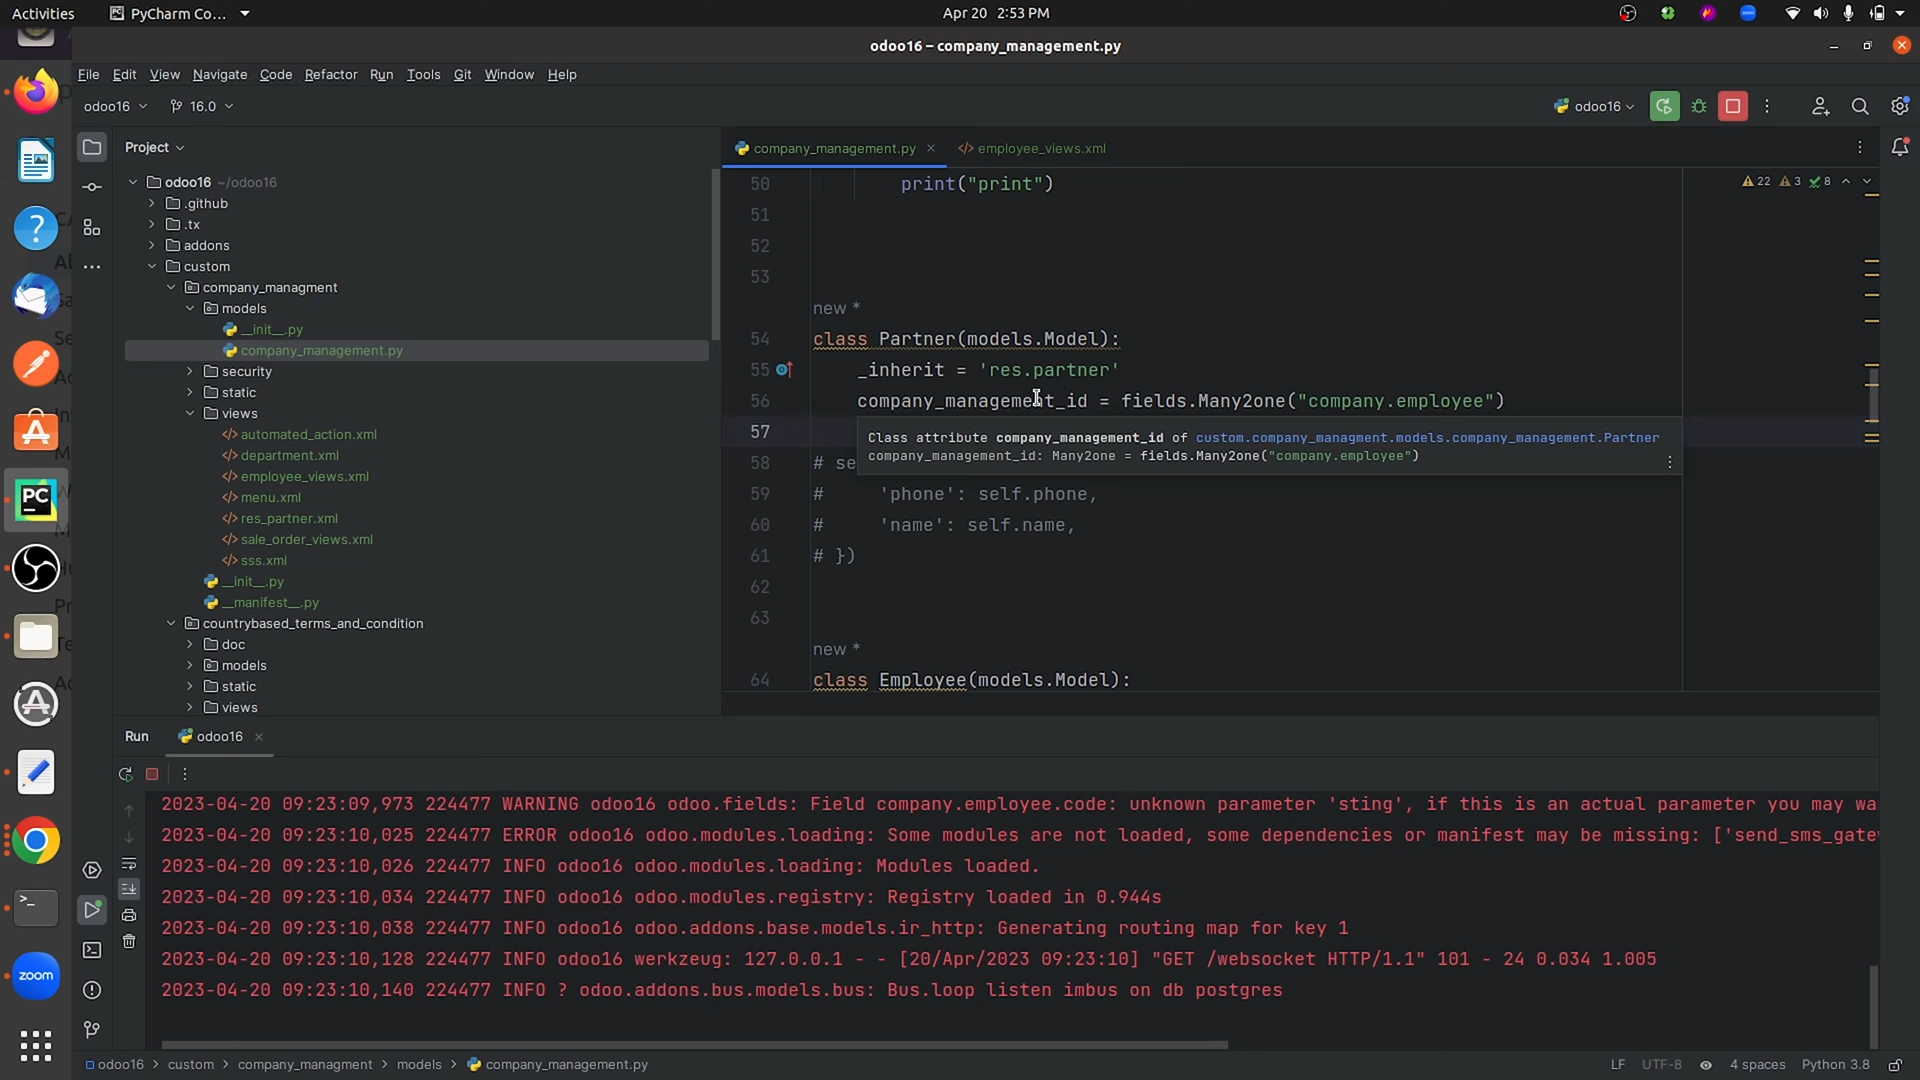 Activities
PyCharm Co...
Apr 20 2:53 PM
odoo16 – company_management.py
File Edit View Navigate Code Refactor Run Tools Git Window Help
odoo16
16.0
odoo16
Project
odoo16 ~/odoo16
.github
.tx
addons
custom
company_managment
models
__init__.py
company_management.py
security
static
views
automated_action.xml
department.xml
employee_views.xml
menu.xml
res_partner.xml
sale_order_views.xml
sss.xml
__init__.py
__manifest__.py
countrybased_terms_and_condition
doc
models
static
views
company_management.py
employee_views.xml
22 3 8
50 print("print")
51
52
53
new *
54 class Partner(models.Model):
55 _inherit = 'res.partner'
56 company_management_id = fields.Many2one("company.employee")
57
Class attribute company_management_id of custom.company_managment.models.company_management.Partner
company_management_id: Many2one = fields.Many2one("company.employee")
58 # se
59 # 'phone': self.phone,
60 # 'name': self.name,
61 # })
62
63
new *
64 class Employee(models.Model):
Run
odoo16
2023-04-20 09:23:09,973 224477 WARNING odoo16 odoo.fields: Field company.employee.code: unknown parameter 'sting', if this is an actual parameter you may wa
2023-04-20 09:23:10,025 224477 ERROR odoo16 odoo.modules.loading: Some modules are not loaded, some dependencies or manifest may be missing: ['send_sms_gate
2023-04-20 09:23:10,026 224477 INFO odoo16 odoo.modules.loading: Modules loaded.
2023-04-20 09:23:10,034 224477 INFO odoo16 odoo.modules.registry: Registry loaded in 0.944s
2023-04-20 09:23:10,038 224477 INFO odoo16 odoo.addons.base.models.ir_http: Generating routing map for key 1
2023-04-20 09:23:10,128 224477 INFO odoo16 werkzeug: 127.0.0.1 - - [20/Apr/2023 09:23:10] "GET /websocket HTTP/1.1" 101 - 24 0.034 1.005
2023-04-20 09:23:10,140 224477 INFO ? odoo.addons.bus.models.bus: Bus.loop listen imbus on db postgres
odoo16 > custom > company_managment > models > company_management.py
LF UTF-8 4 spaces Python 3.8
PC
zoom